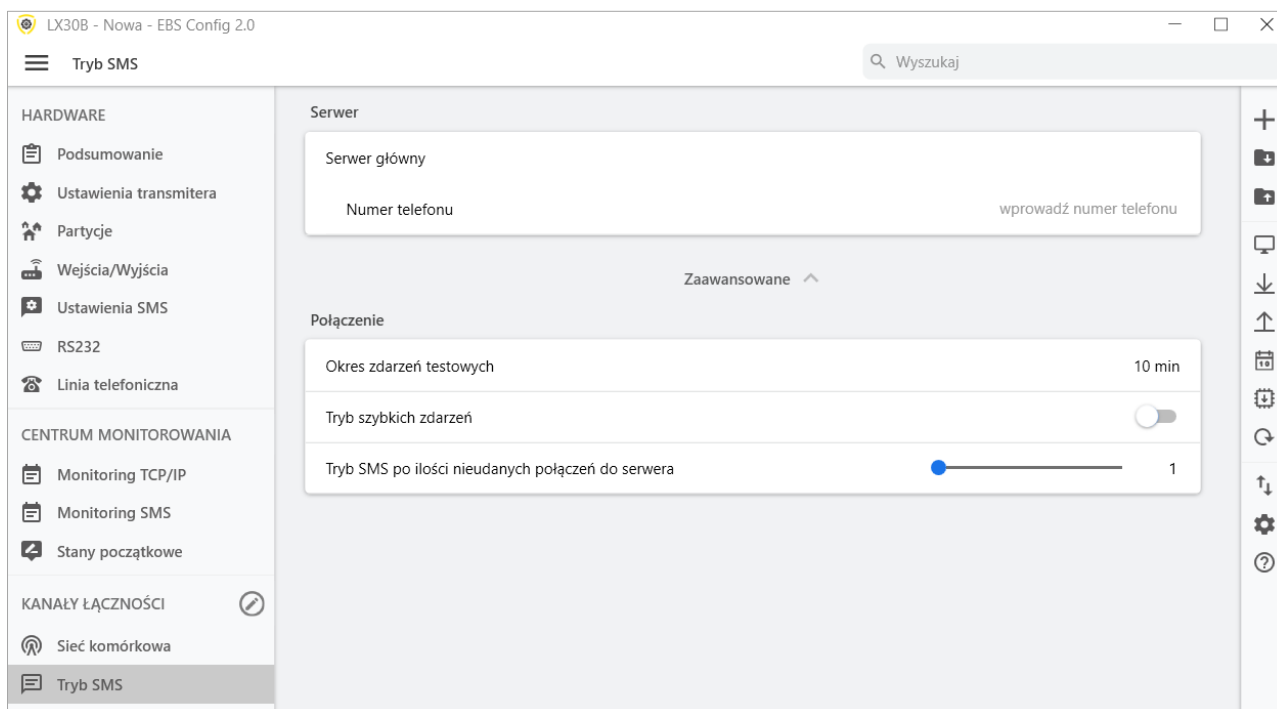 LX30B - Nowa - EBS Config 2.0
Tryb SMS
Wyszukaj
HARDWARE
Podsumowanie
Ustawienia transmitera
Partycje
Wejścia/Wyjścia
Ustawienia SMS
RS232
Linia telefoniczna
CENTRUM MONITOROWANIA
Monitoring TCP/IP
Monitoring SMS
Stany początkowe
KANAŁY ŁĄCZNOŚCI
Sieć komórkowa
Tryb SMS
Serwer
Serwer główny
Numer telefonu wprowadź numer telefonu
Zaawansowane
Połączenie
Okres zdarzeń testowych 10 min
Tryb szybkich zdarzeń
Tryb SMS po ilości nieudanych połączeń do serwera 1